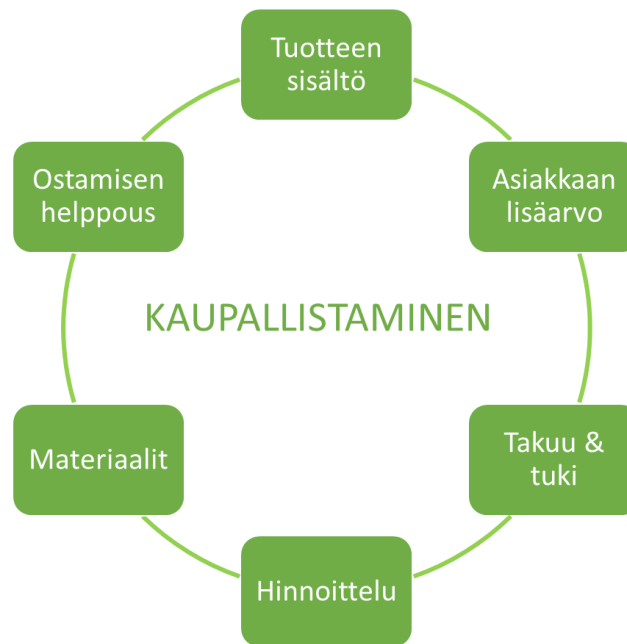 Tuotteen
sisältö
Asiakkaan
lisäarvo
Takuu &
tuki
Hinnoittelu
Materiaalit
Ostamisen
helppous
KAUPALLISTAMINEN